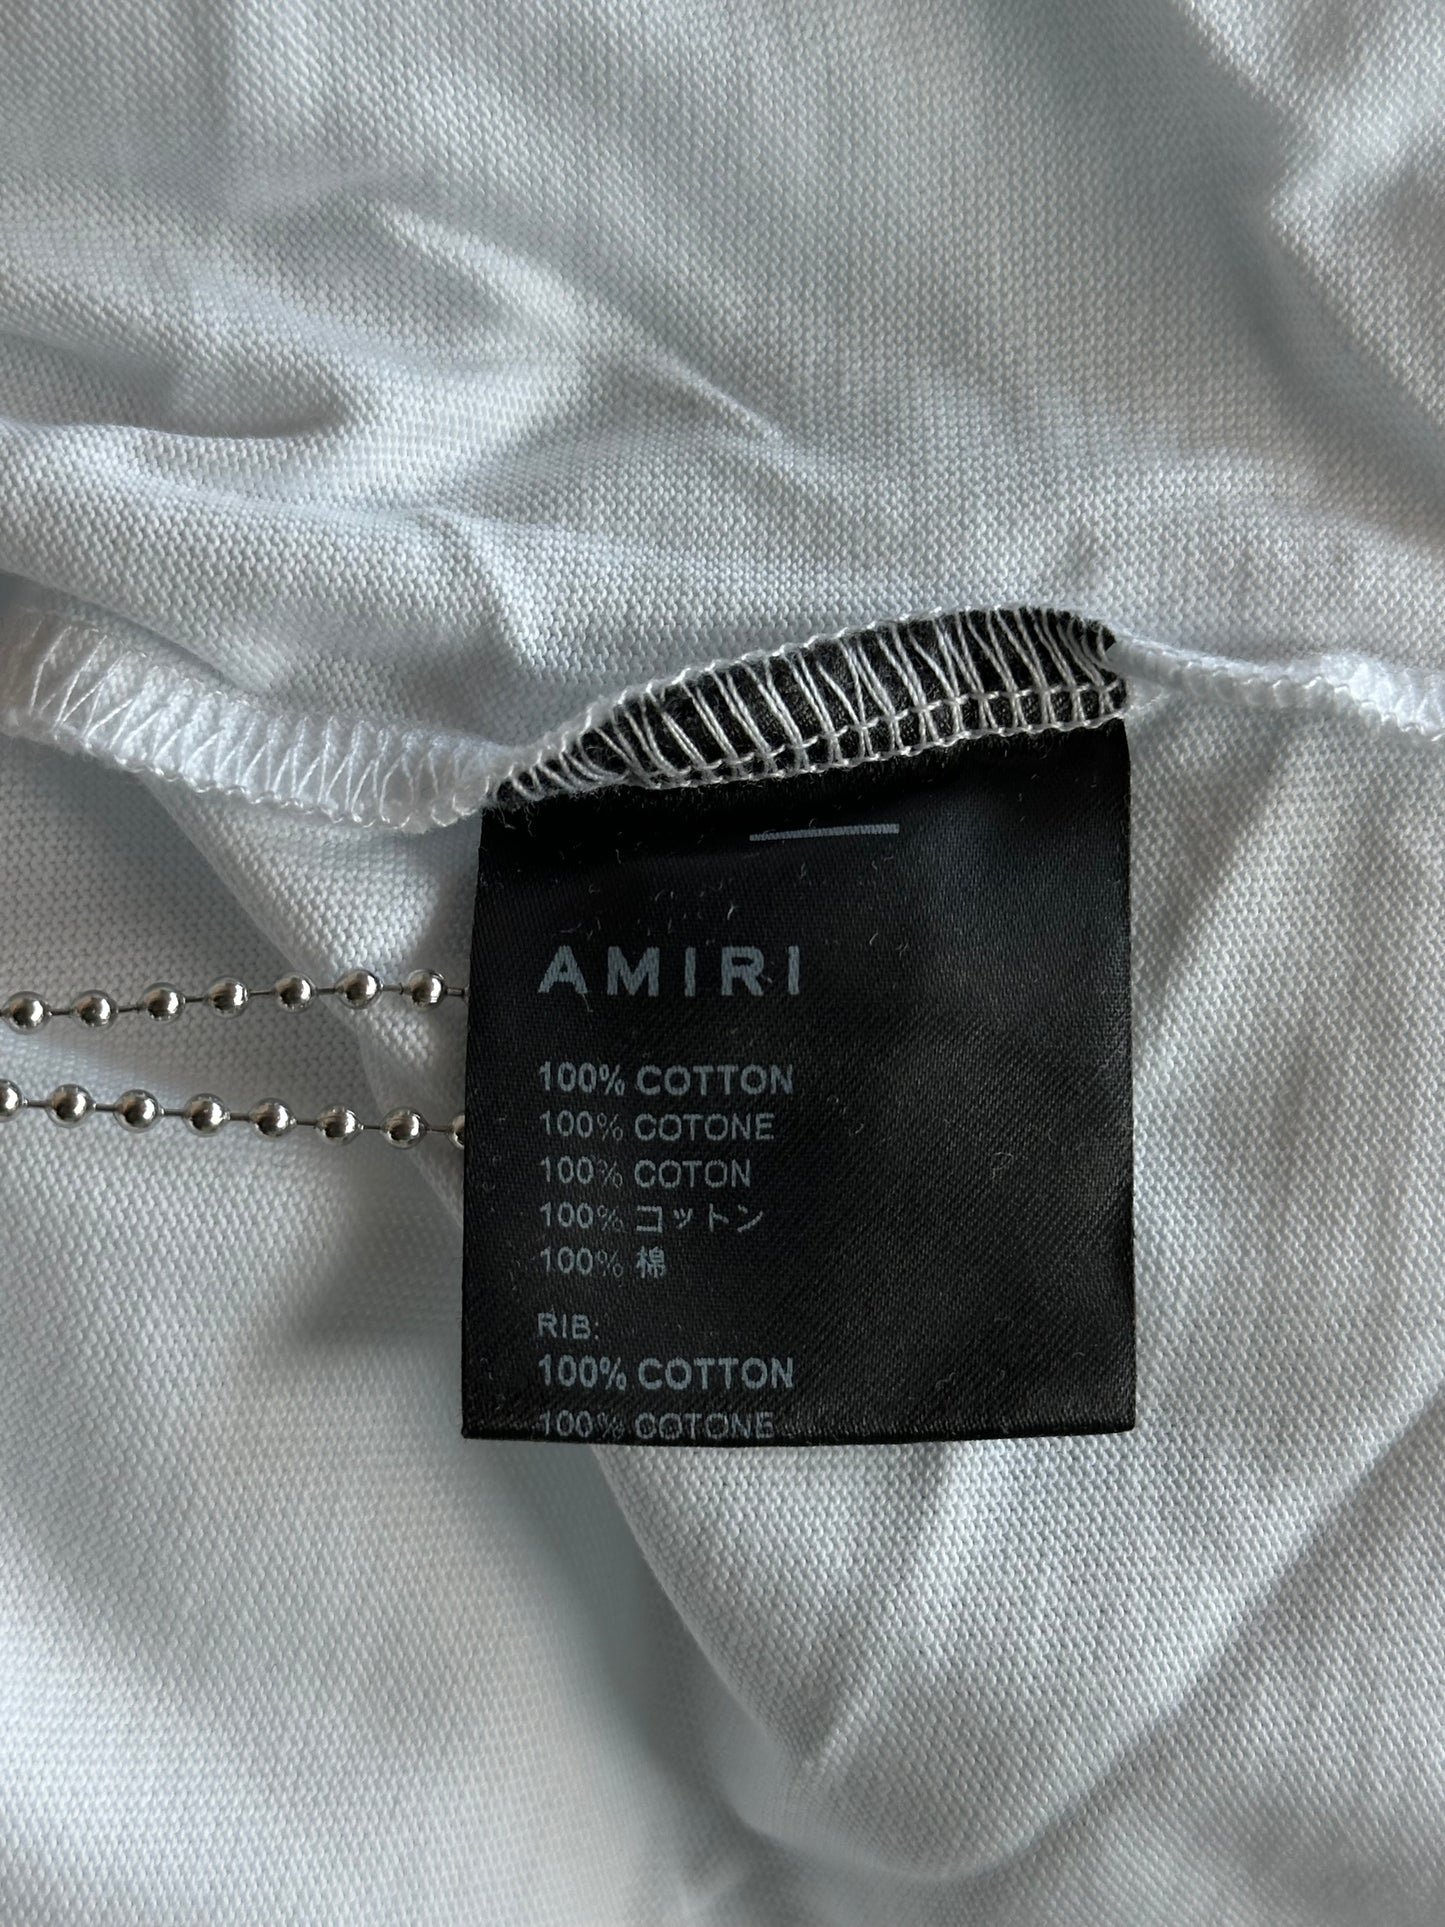 AMIRI
100% COTTON
100% COTONE
100% COTON
100% コットン
100% 棉
RIB:
100% COTTON
100% COTONE